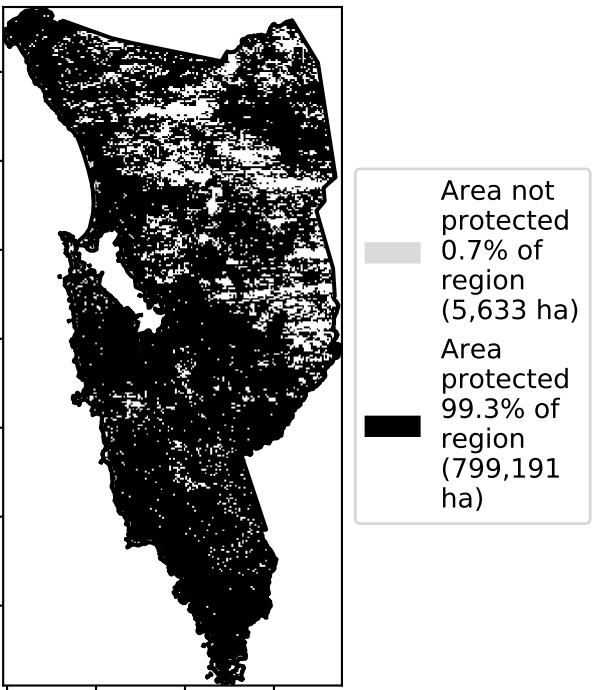 Area not
protected
0.7% of
region
(5,633 ha)
Area
protected
99.3% of
region
(799,191
ha)